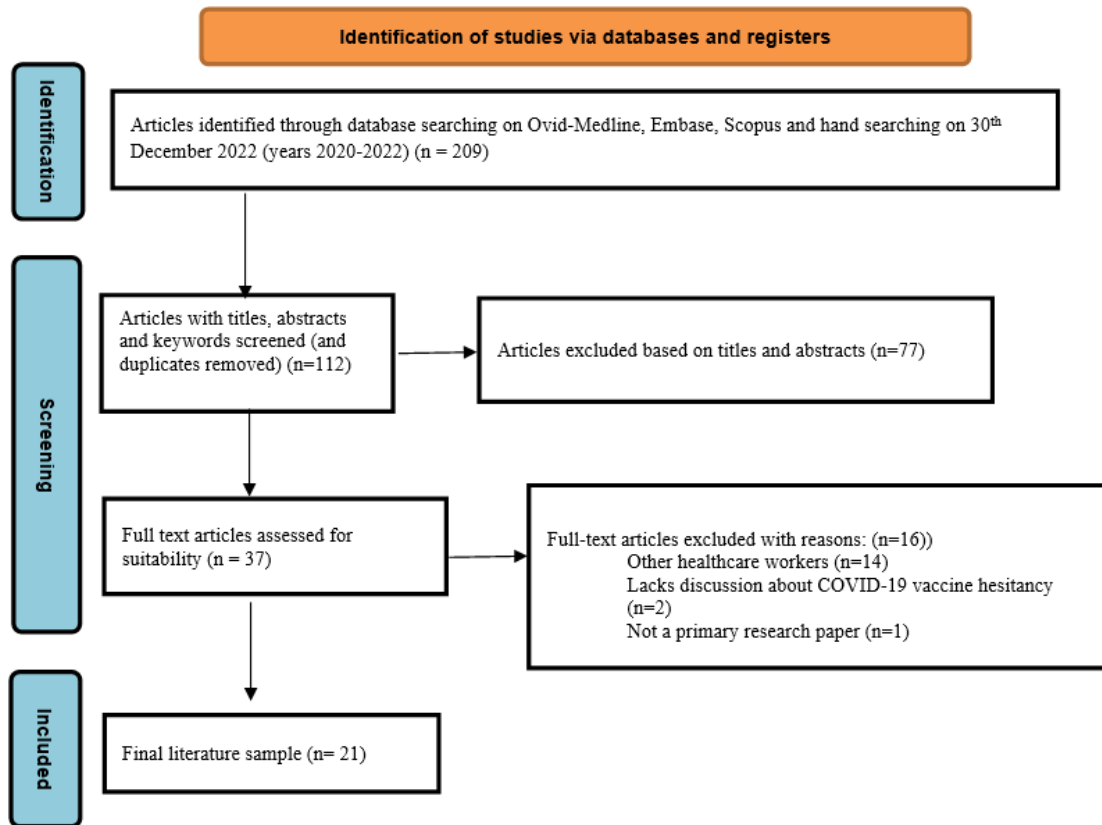 Identification of studies via databases and registers
Identification
Articles identified through database searching on Ovid-Medline, Embase, Scopus and hand searching on 30th
December 2022 (years 2020-2022) (n = 209)
Screening
Articles with titles, abstracts
and keywords screened (and
duplicates removed) (n=112)
Articles excluded based on titles and abstracts (n=77)
Full text articles assessed for
suitability (n = 37)
Full-text articles excluded with reasons: (n=16))
Other healthcare workers (n=14)
Lacks discussion about COVID-19 vaccine hesitancy
(n=2)
Not a primary research paper (n=1)
Included
Final literature sample (n= 21)